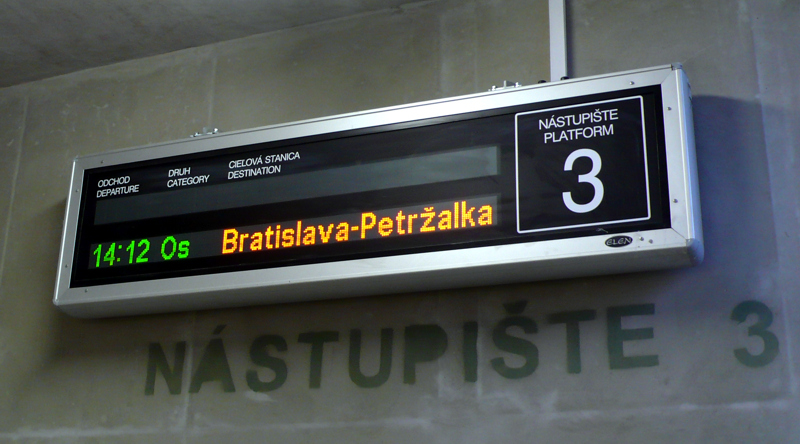 ODCHOD
DEPARTURE
DRUH
CATEGORY
CIEĽOVÁ STANICA
DESTINATION
NÁSTUPIŠTE
PLATFORM
3
14:12 Os Bratislava-Petržalka
ELEN
NÁSTUPIŠTE 3